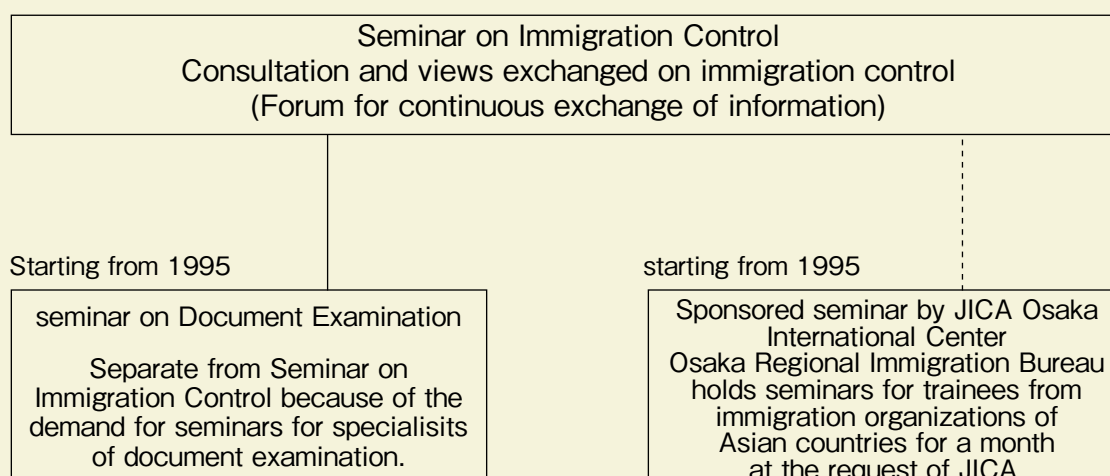 Seminar on Immigration Control
Consultation and views exchanged on immigration control
(Forum for continuous exchange of information)
Starting from 1995
seminar on Document Examination
Separate from Seminar on
Immigration Control because of the
demand for seminars for specialisits
of document examination.
starting from 1995
Sponsored seminar by JICA Osaka
International Center
Osaka Regional Immigration Bureau
holds seminars for trainees from
immigration organizations of
Asian countries for a month
at the request of JICA